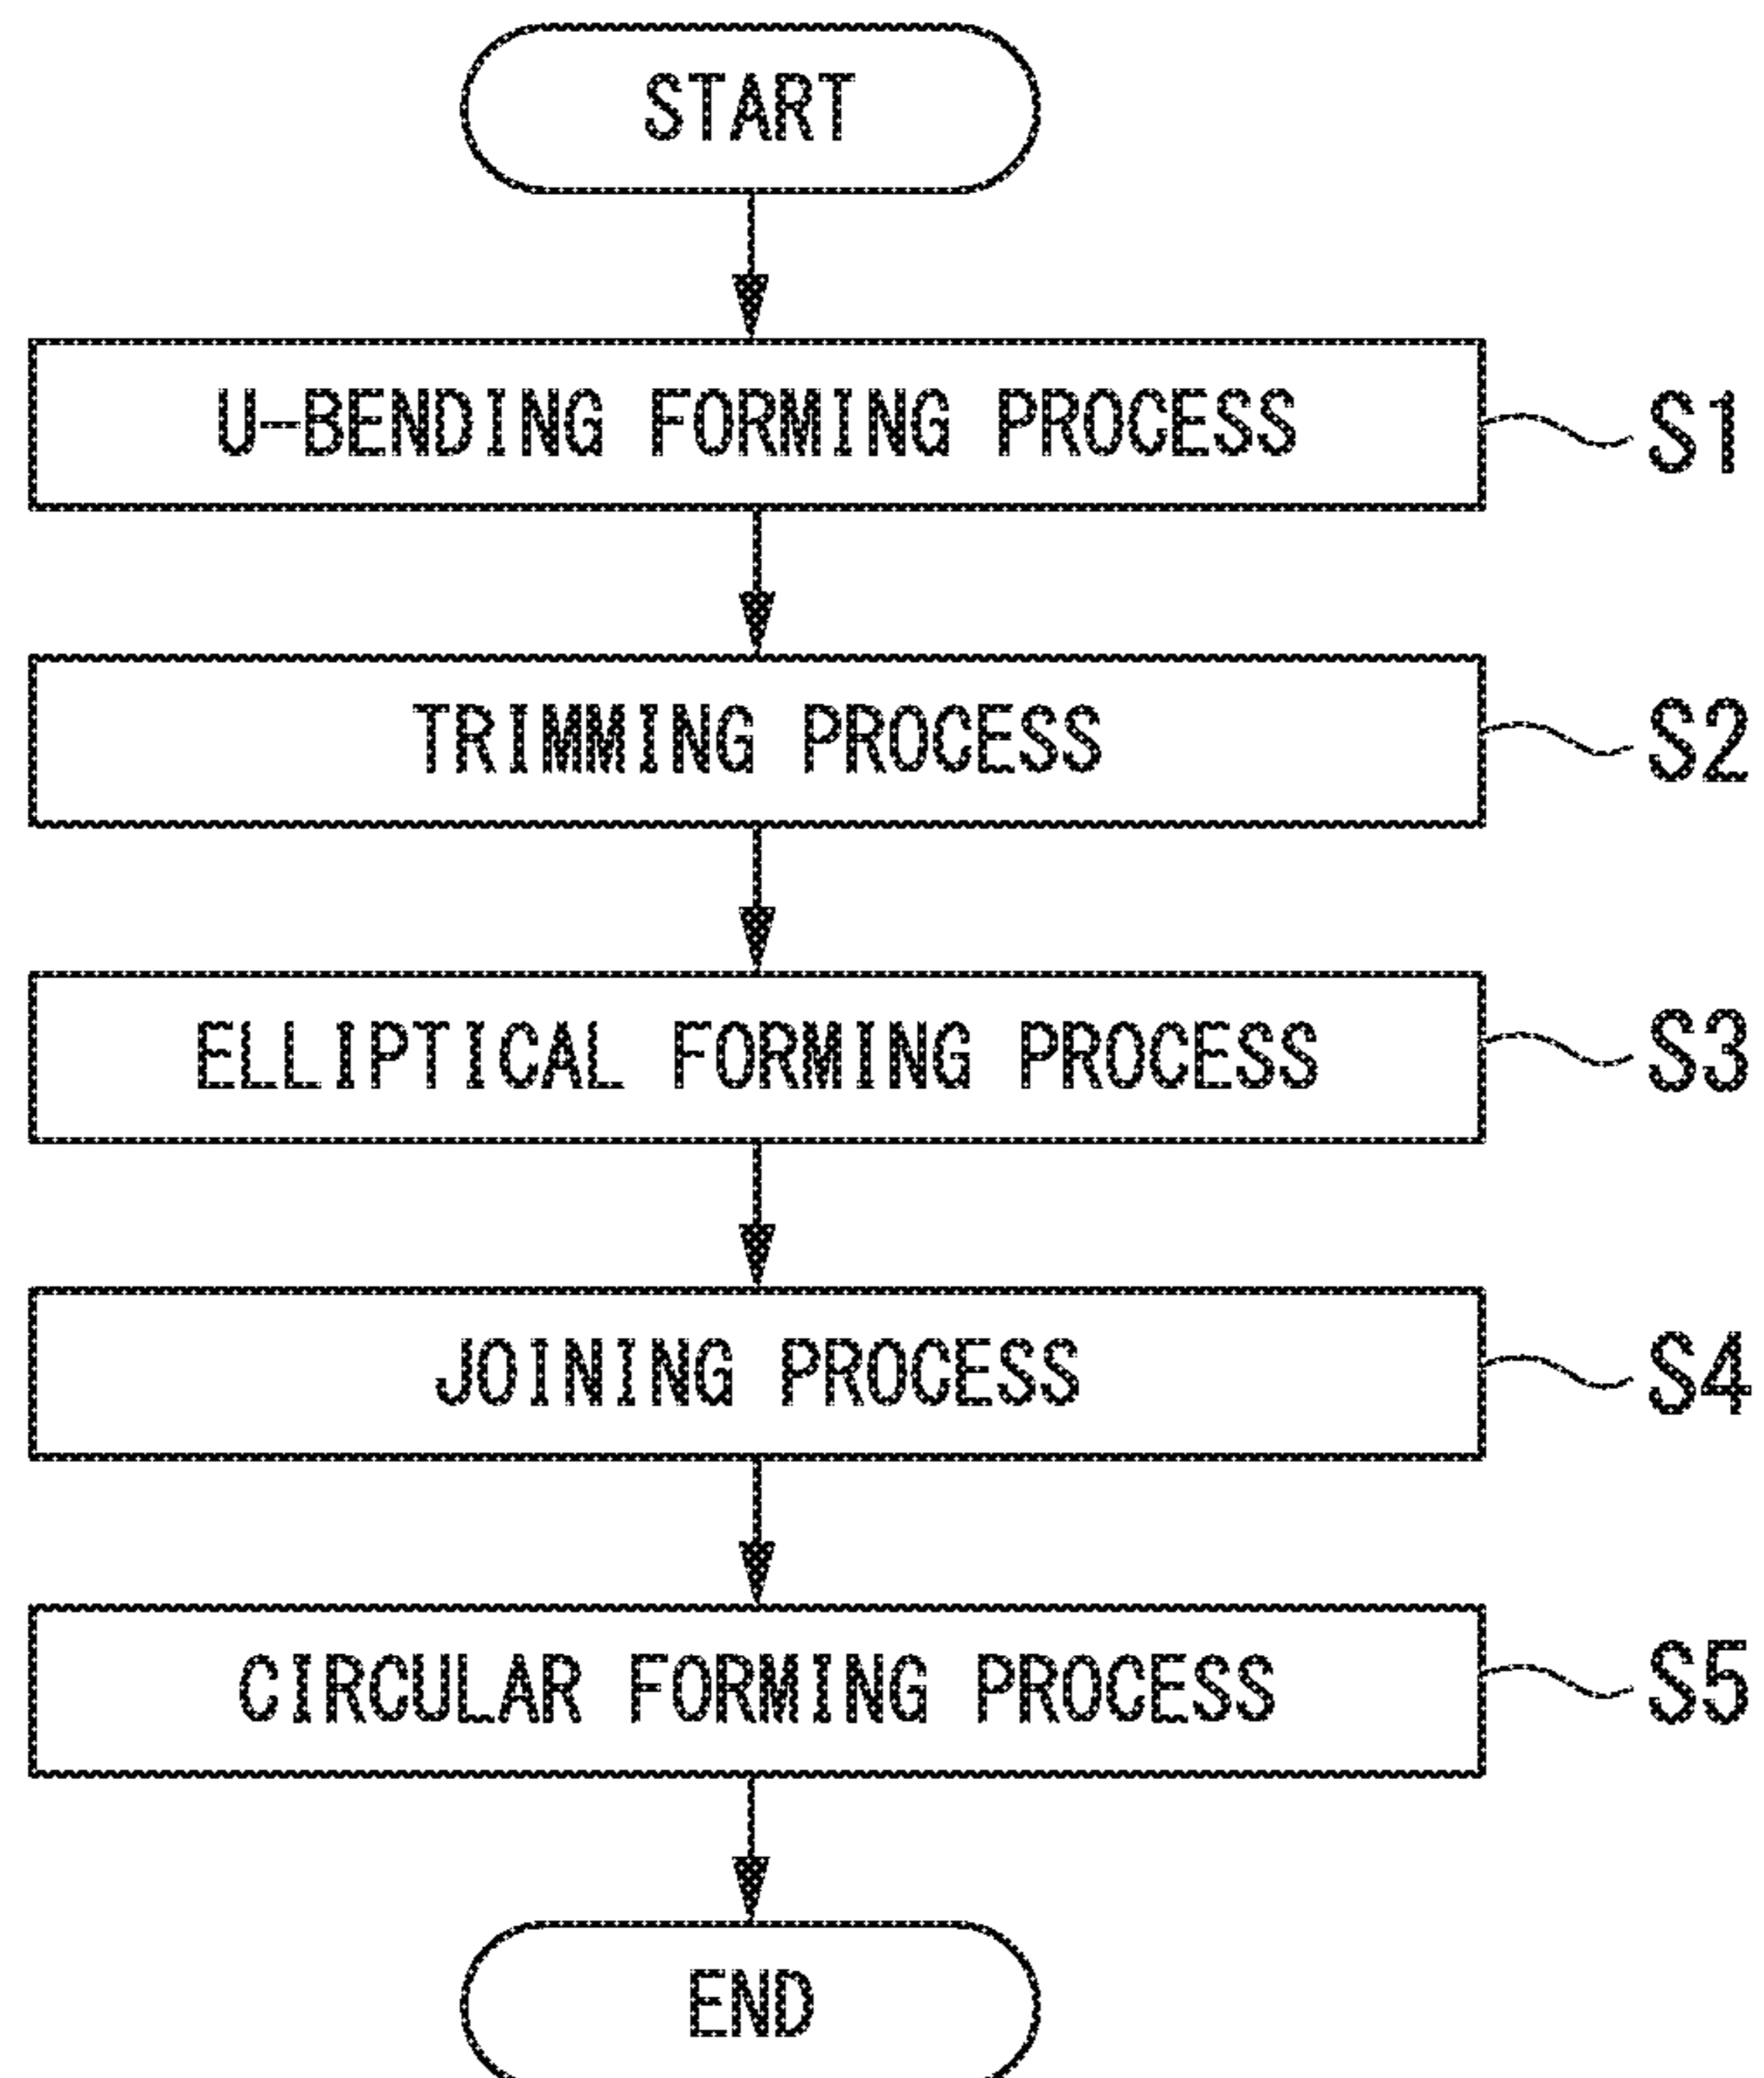 START
U-BENDING FORMING PROCESS S1
TRIMMING PROCESS S2
ELLIPTICAL FORMING PROCESS S3
JOINING PROCESS S4
CIRCULAR FORMING PROCESS S5
END